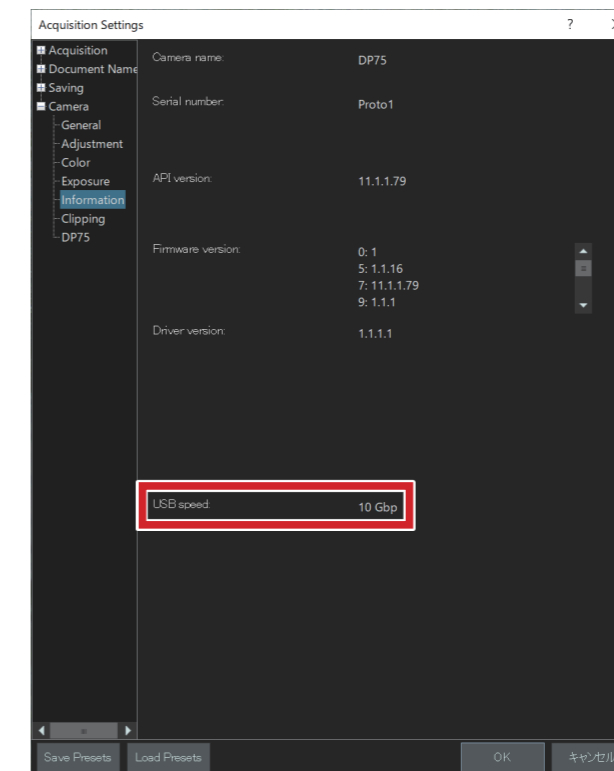 Acquisition Settings
?
Acquisition
Document Name
Saving
Camera
General
Adjustment
Color
Exposure
Information
Clipping
DP75
Camera name: DP75
Serial number: Proto1
API version: 11.1.1.79
Firmware version: 0: 1
5: 1.1.16
7: 11.1.1.79
9: 1.1.1
Driver version: 1.1.1.1
USB speed: 10 Gbp
Save Presets
Load Presets
OK
キャンセル